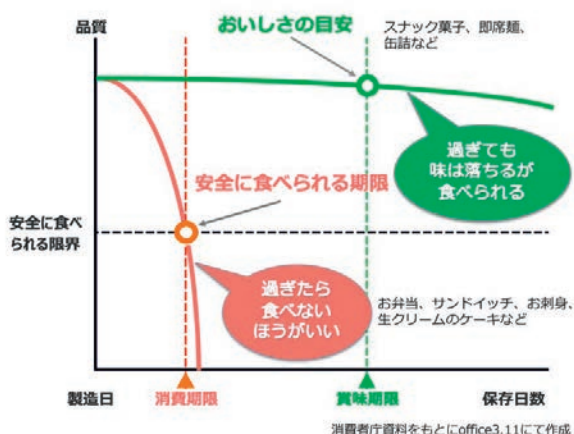 品質
おいしさの目安
スナック菓子、即席麺、
缶詰など
過ぎても
味は落ちるが
食べられる
安全に食べられる期限
安全に食べ
られる限界
過ぎたら
食べない
ほうがいい
お弁当、サンドイッチ、お刺身、
生クリームのケーキなど
製造日
消費期限
賞味期限
保存日数
消費者庁資料をもとにoffice3.11にて作成